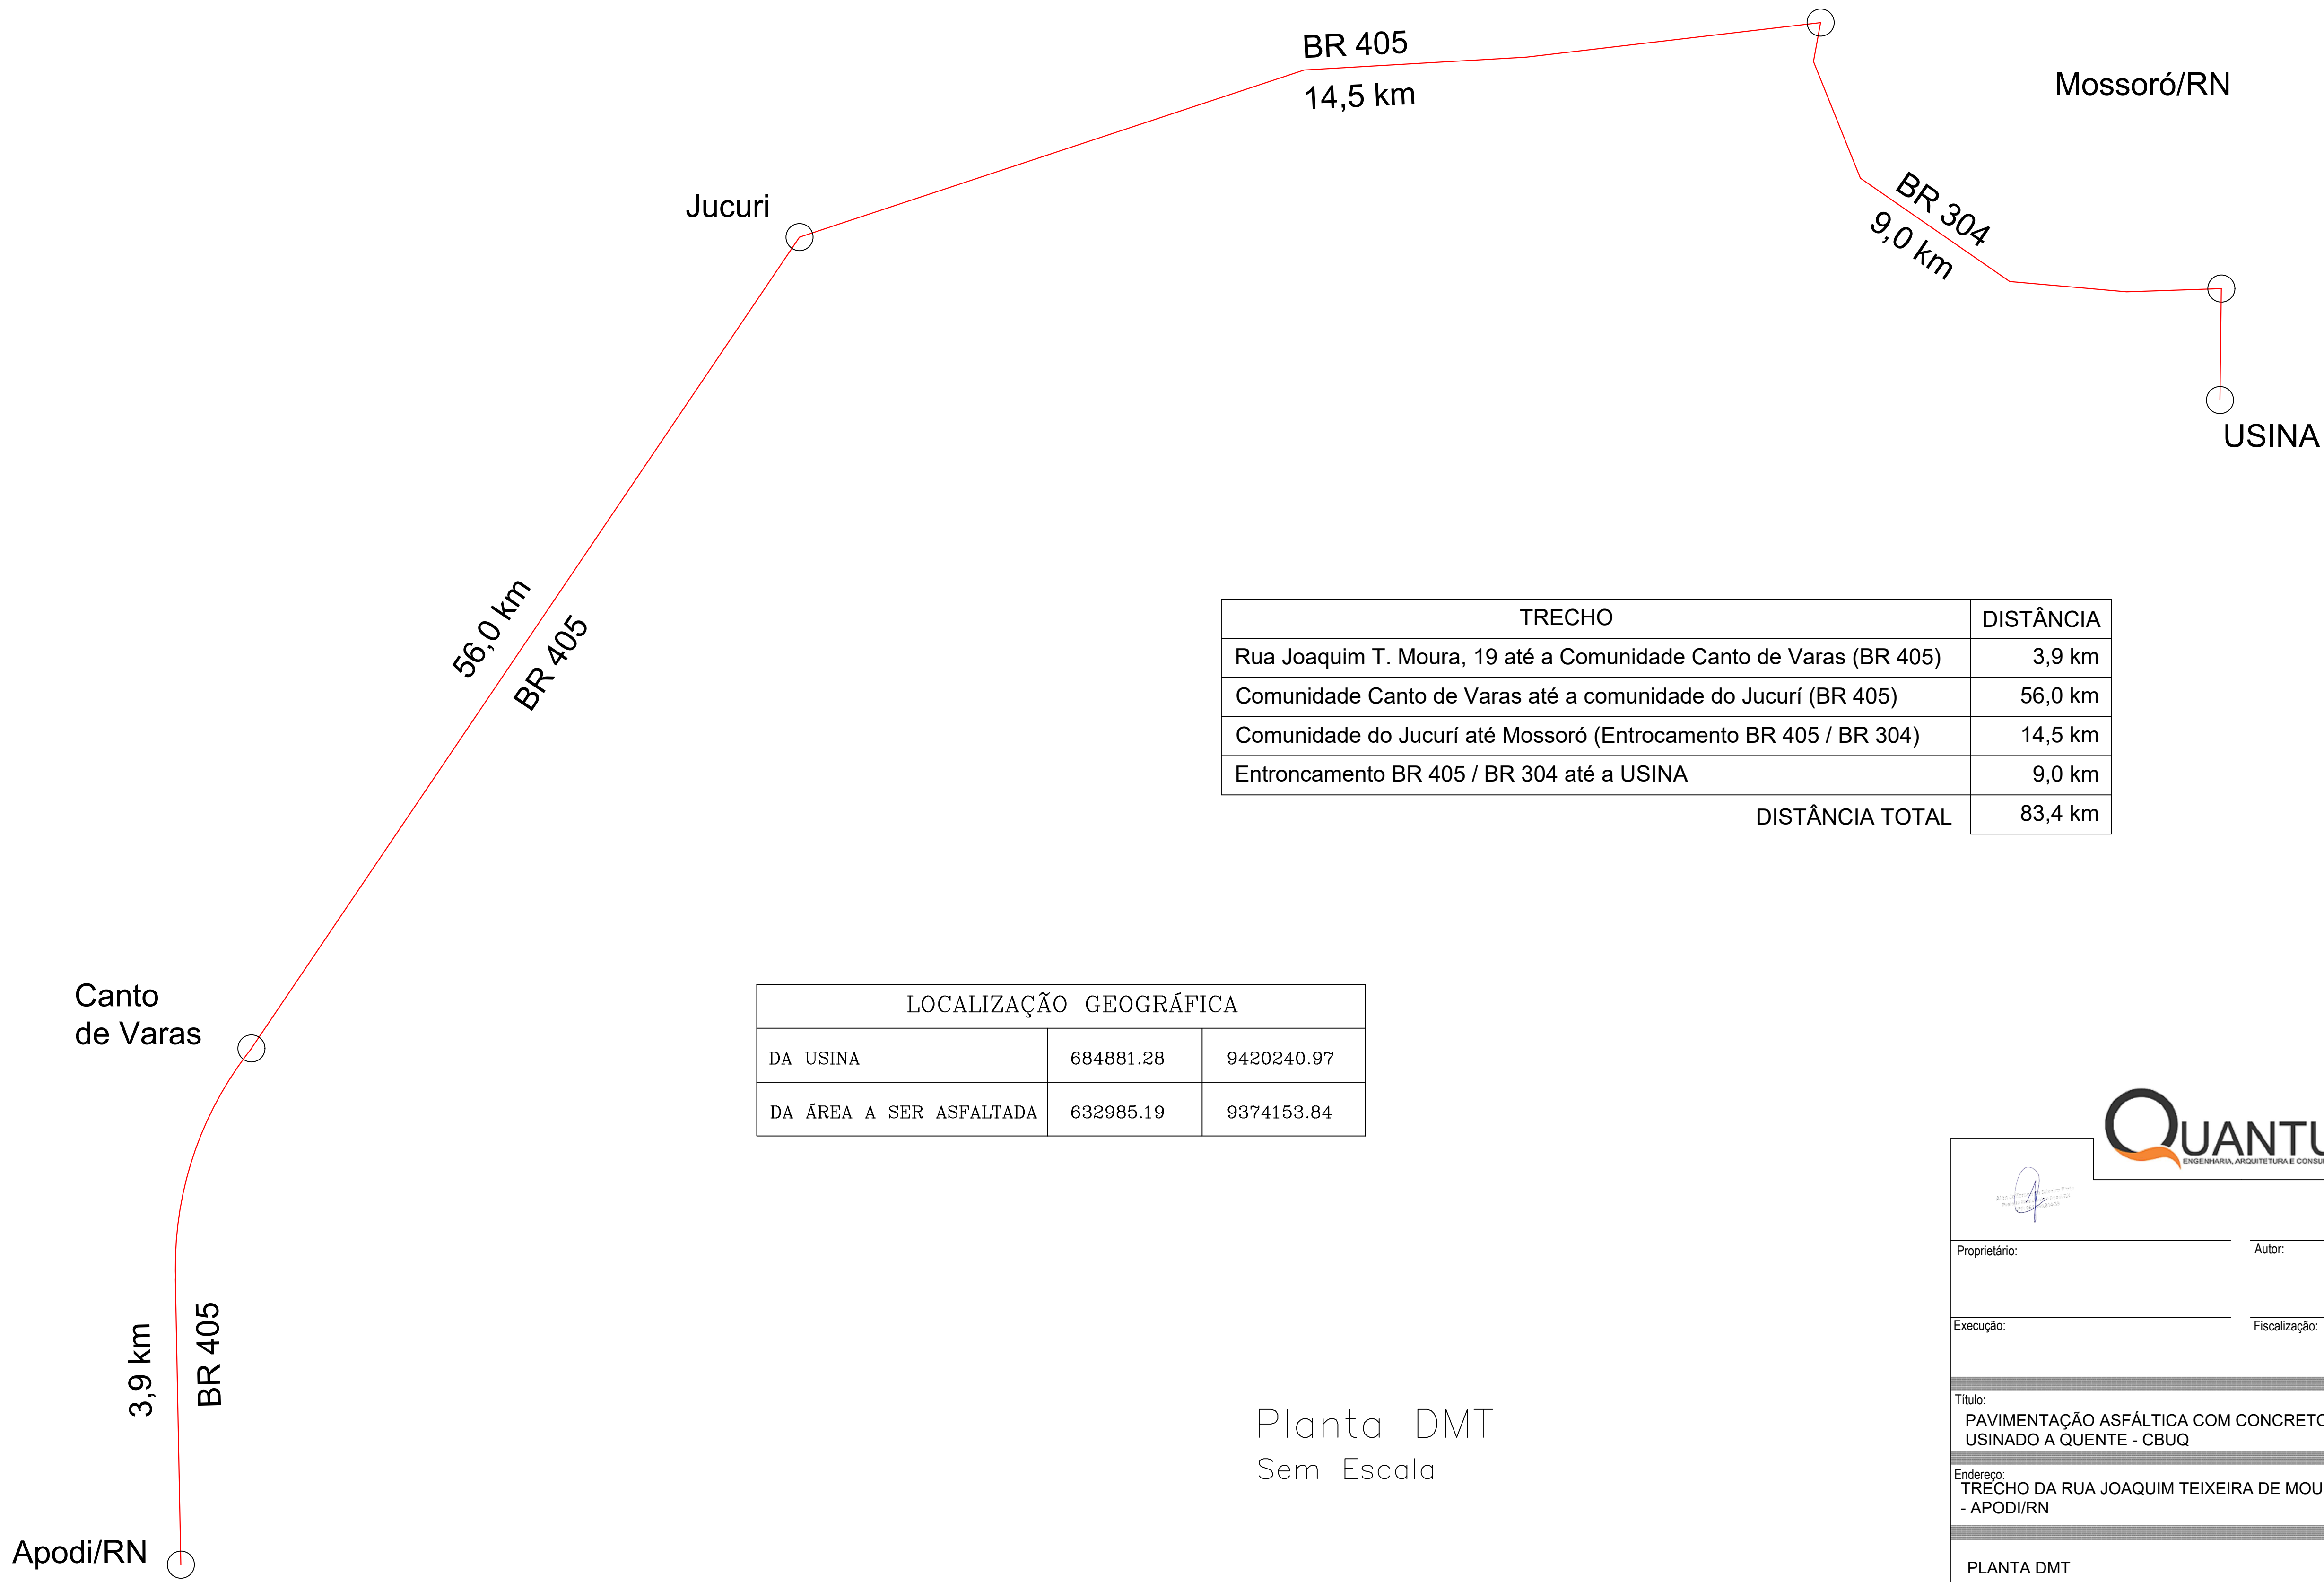 BR 405
14,5 km
Mossoró/RN
BR 304
9,0 km
Jucuri
USINA
56,0 km
BR 405
TRECHO DISTÂNCIA
Rua Joaquim T. Moura, 19 até a Comunidade Canto de Varas (BR 405) 3,9 km
Comunidade Canto de Varas até a comunidade do Jucurí (BR 405) 56,0 km
Comunidade do Jucurí até Mossoró (Entrocamento BR 405 / BR 304) 14,5 km
Entroncamento BR 405 / BR 304 até a USINA 9,0 km
DISTÂNCIA TOTAL 83,4 km
Canto
de Varas
LOCALIZAÇÃO GEOGRÁFICA
DA USINA 684881.28 9420240.97
DA ÁREA A SER ASFALTADA 632985.19 9374153.84
3,9 km
BR 405
Apodi/RN
Planta DMT
Sem Escala
QUANTU
ENGENHARIA, ARQUITETURA E CONSU
Proprietário: Autor:
Execução: Fiscalização:
Título:
PAVIMENTAÇÃO ASFÁLTICA COM CONCRETO
USINADO A QUENTE - CBUQ
Endereço:
TRECHO DA RUA JOAQUIM TEIXEIRA DE MOU
- APODI/RN
PLANTA DMT